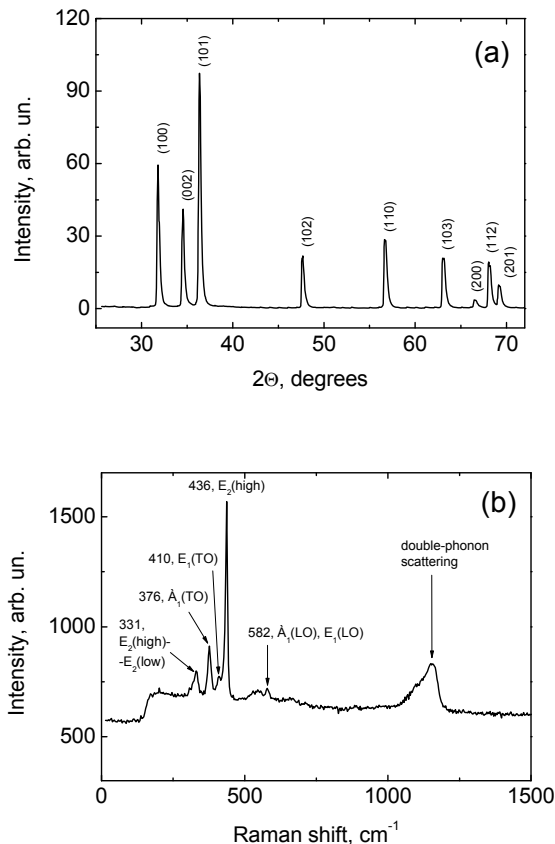 (a)
120
90
60
30
0
Intensity, arb. un.
(100)
(002)
(101)
(102)
(110)
(103)
(200)
(112)
(201)
30 40 50 60 70
2Θ, degrees
(b)
1500
1000
500
Intensity, arb. un.
436, E₂(high)
410, E₁(TO)
376, À₁(TO)
331,
E₂(high)-
-E₂(low)
582, À₁(LO), E₁(LO)
double-phonon
scattering
0 500 1000 1500
Raman shift, cm⁻¹